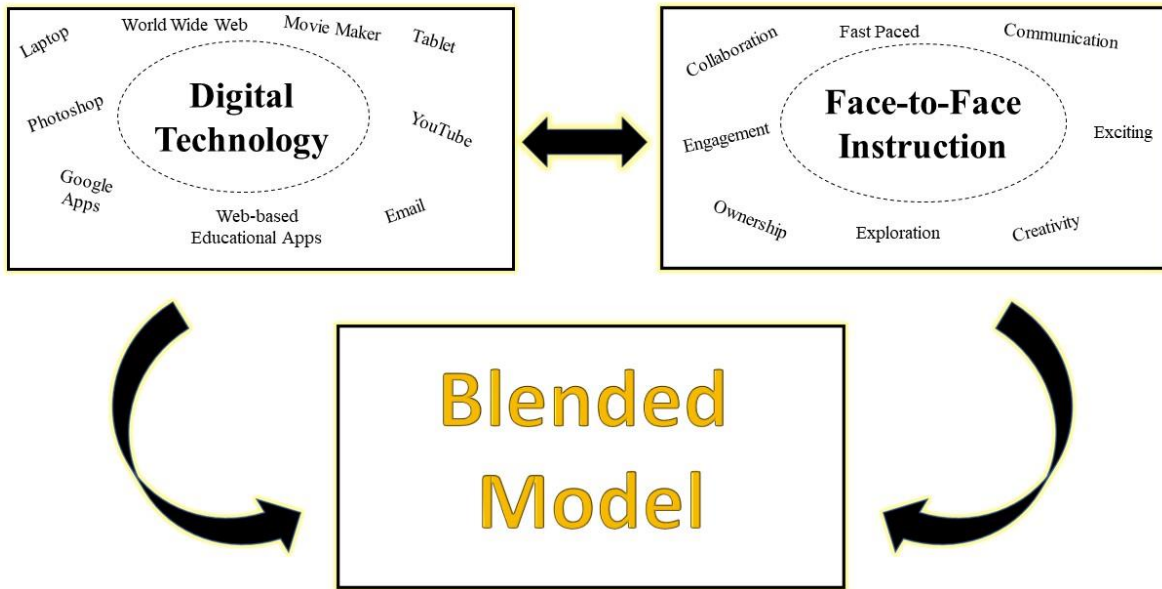 Laptop
World Wide Web
Movie Maker
Tablet
Photoshop
Digital
Technology
YouTube
Google
Apps
Web-based
Educational Apps
Email
Collaboration
Fast Paced
Communication
Engagement
Face-to-Face
Instruction
Exciting
Ownership
Exploration
Creativity
Blended
Model